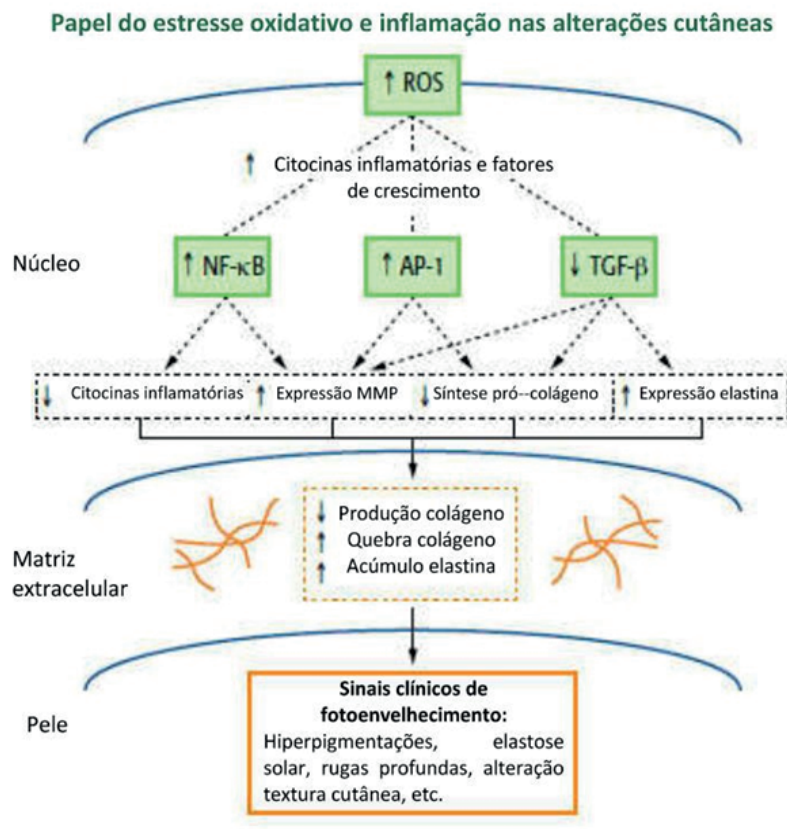 Papel do estresse oxidativo e inflamação nas alterações cutâneas
↑ ROS
↑ Citocinas inflamatórias e fatores
de crescimento
Núcleo
↑ NF-κB
↑ AP-1
↓ TGF-β
↓ Citocinas inflamatórias
↑ Expressão MMP
↓ Síntese pró--colágeno
↑ Expressão elastina
Matriz
extracelular
↓ Produção colágeno
↑ Quebra colágeno
↑ Acúmulo elastina
Pele
Sinais clínicos de
fotoenvelhecimento:
Hiperpigmentações, elastose
solar, rugas profundas, alteração
textura cutânea, etc.